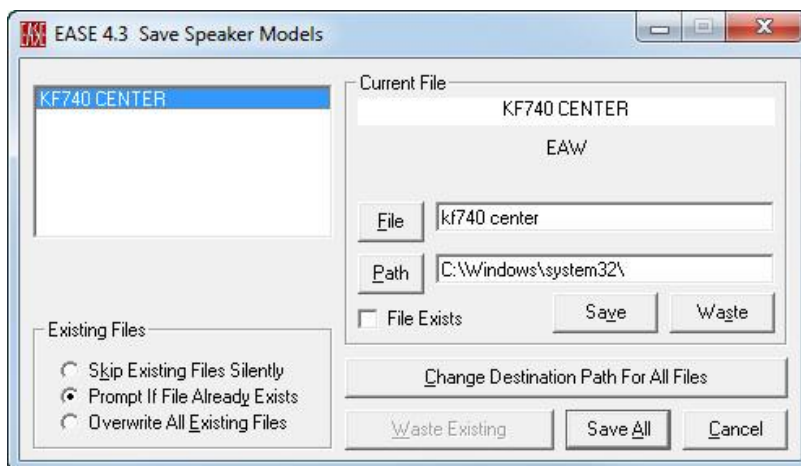 EASE
EASE 4.3 Save Speaker Models
KF740 CENTER
Current File
KF740 CENTER
EAW
File
kf740 center
Path
C:\Windows\system32\
File Exists
Save
Waste
Existing Files
Skip Existing Files Silently
Prompt If File Already Exists
Overwrite All Existing Files
Change Destination Path For All Files
Waste Existing
Save All
Cancel